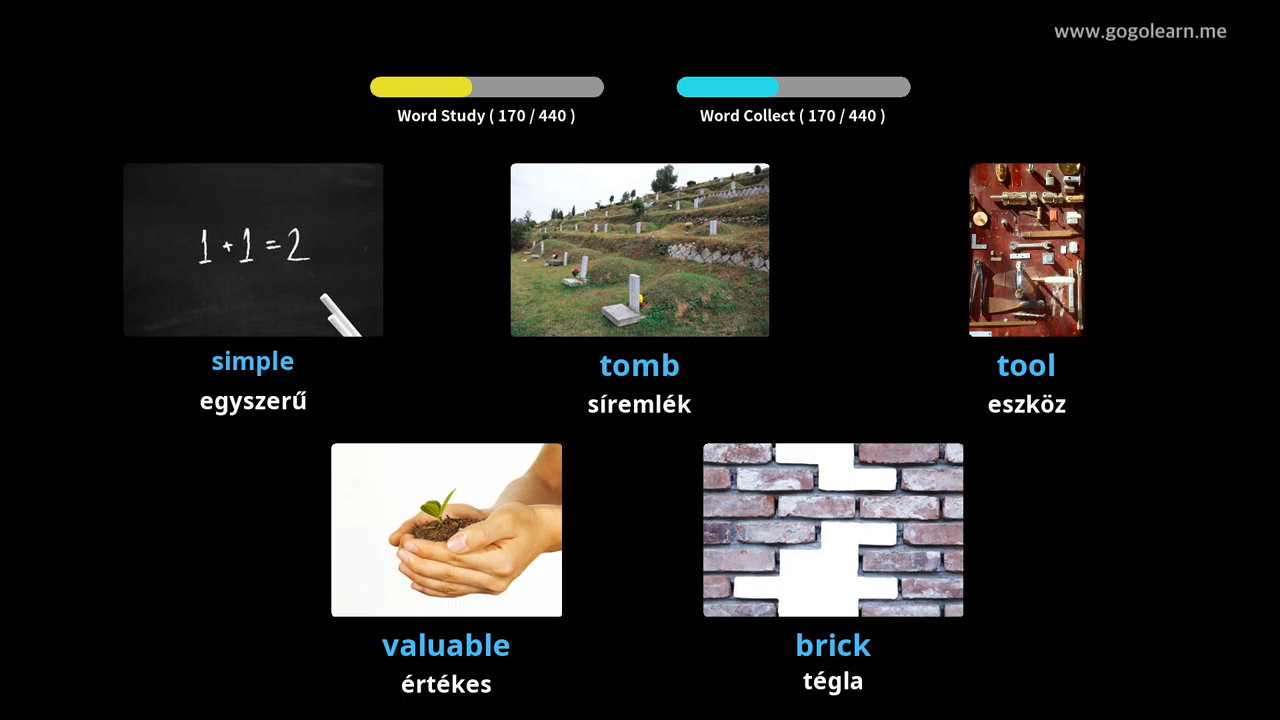 www.gogolearn.me
Word Study ( 170 / 440 )
Word Collect ( 170 / 440 )
1 + 1 = 2
simple
egyszerű
tomb
síremlék
tool
eszköz
valuable
értékes
brick
tégla